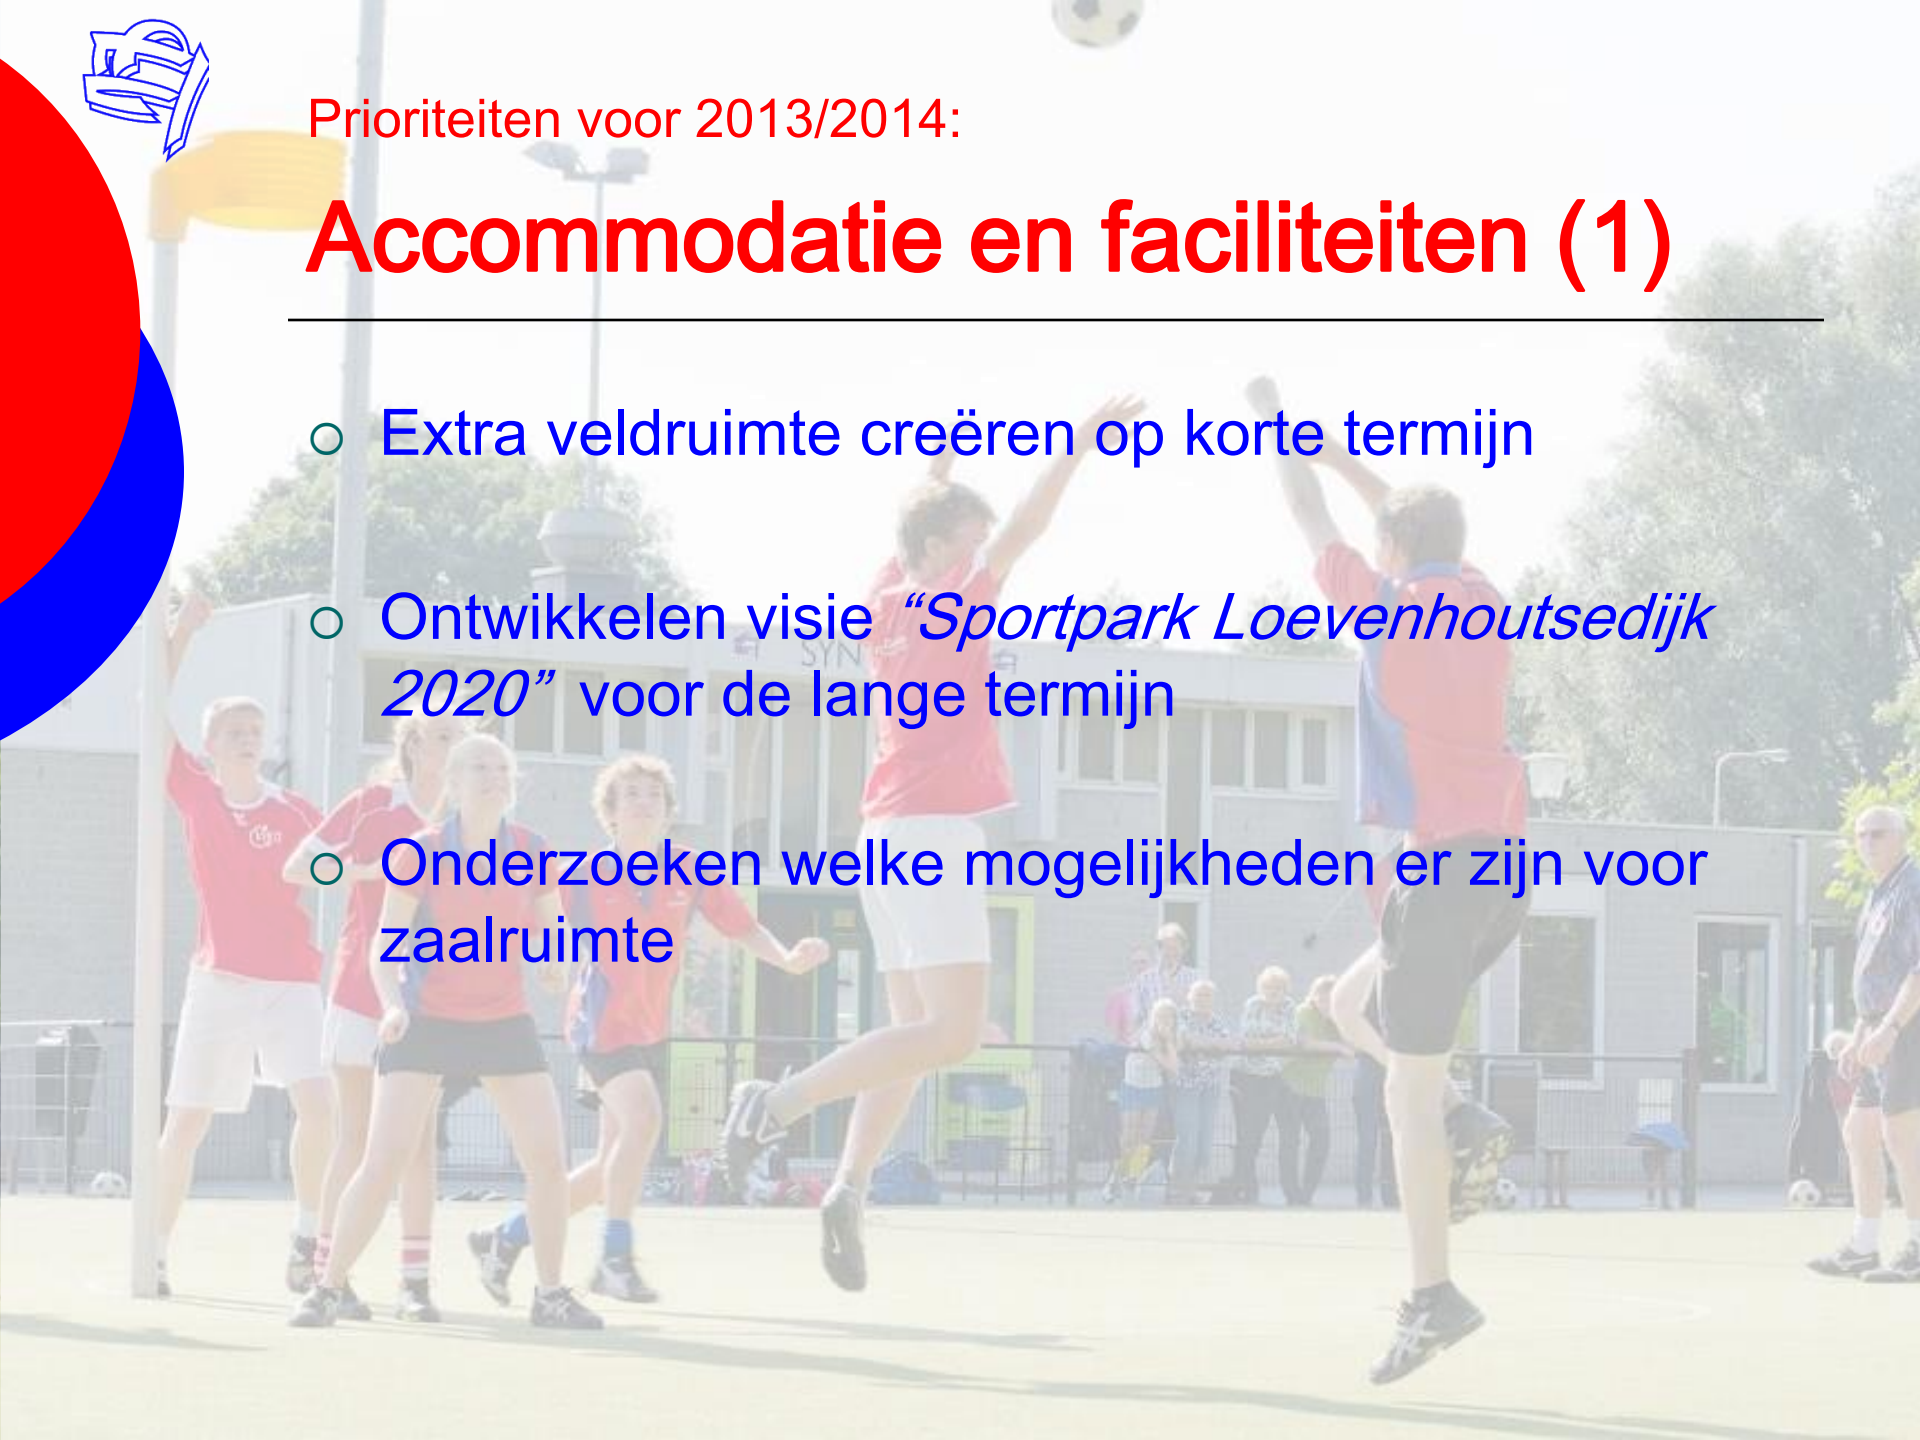 Prioriteiten voor 2013/2014:
Accommodatie en faciliteiten (1)
Extra veldruimte creëren op korte termijn
Ontwikkelen visie “Sportpark Loevenhoutsedijk
2020” voor de lange termijn
SYN
Onderzoeken welke mogelijkheden er zijn voor
zaalruimte